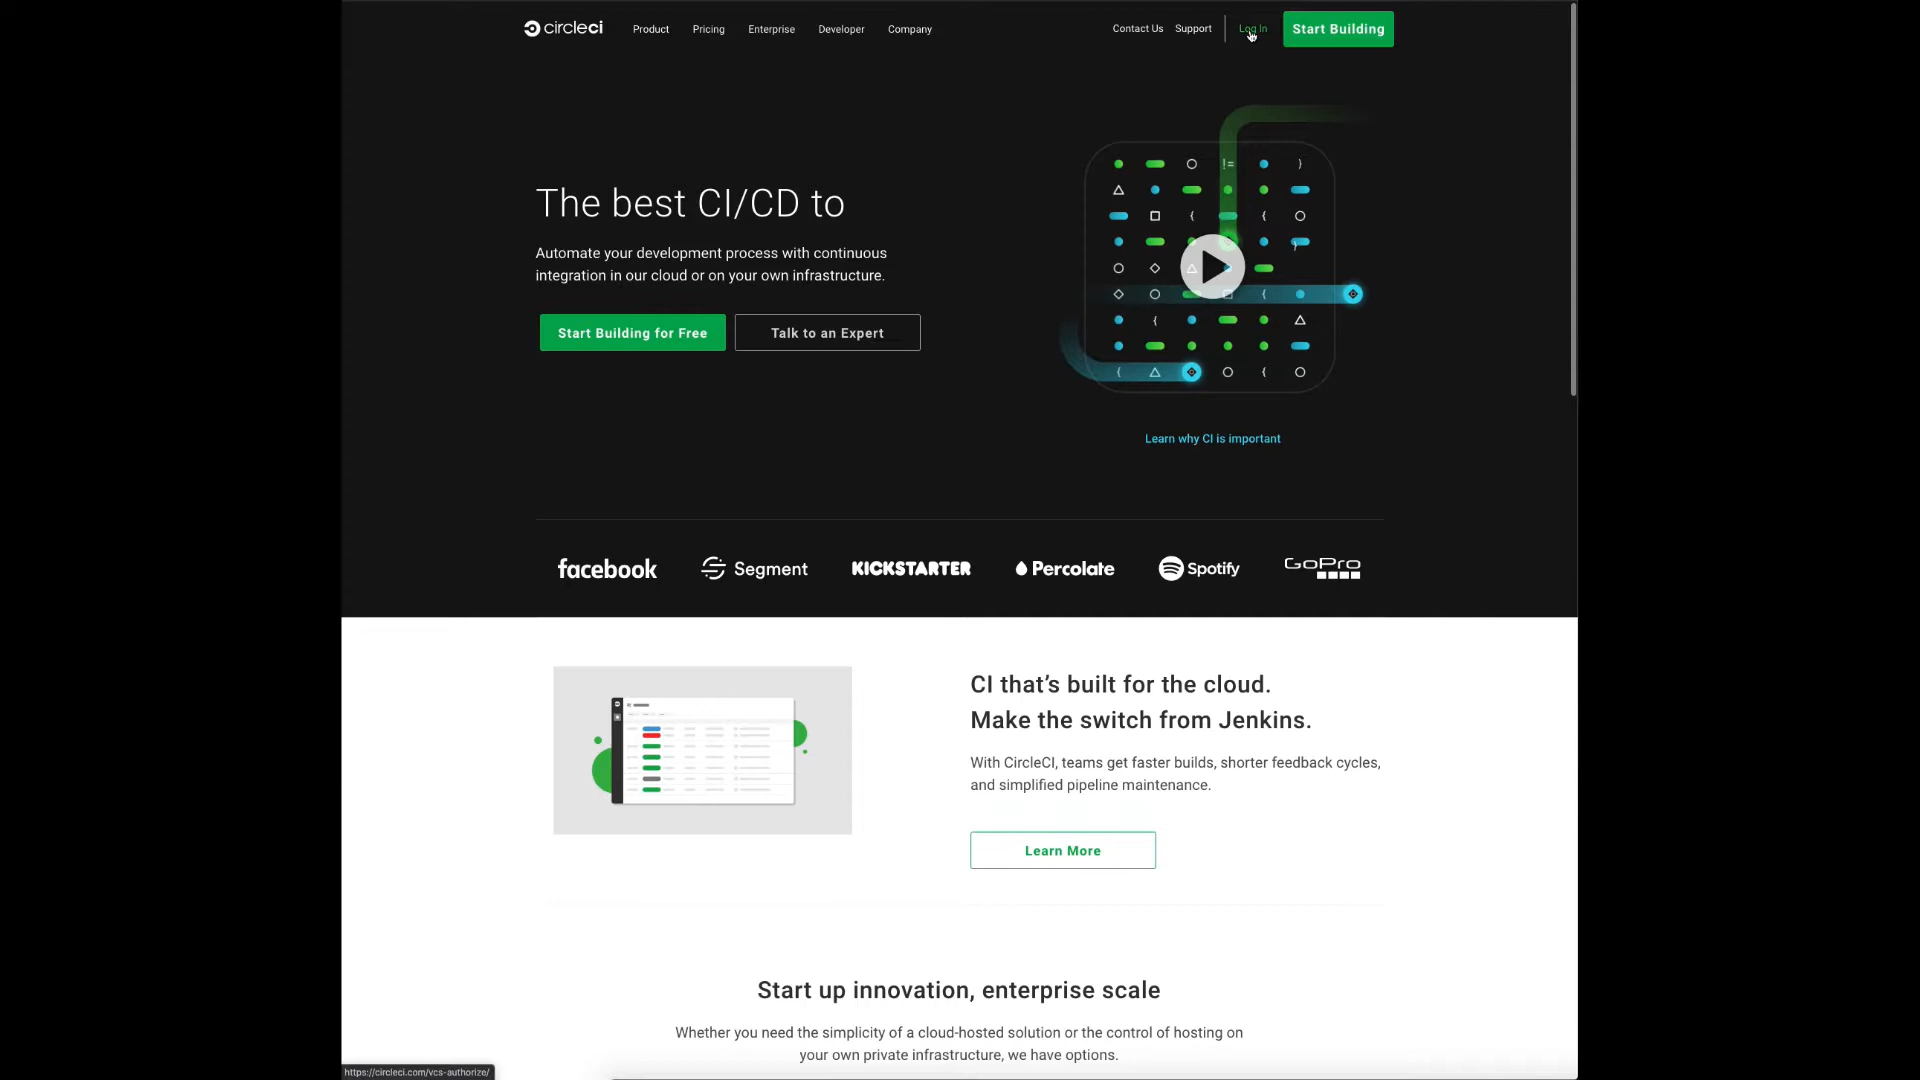 circleci Product Pricing Enterprise Developer Company Contact Us Support Log In Start Building
The best CI/CD to
Automate your development process with continuous
integration in our cloud or on your own infrastructure.
Start Building for Free Talk to an Expert
Learn why CI is important
facebook Segment KICKSTARTER Percolate Spotify GoPro
CI that’s built for the cloud.
Make the switch from Jenkins.
With CircleCI, teams get faster builds, shorter feedback cycles,
and simplified pipeline maintenance.
Learn More
Start up innovation, enterprise scale
Whether you need the simplicity of a cloud-hosted solution or the control of hosting on
your own private infrastructure, we have options.
https://circleci.com/vcs-authorize/